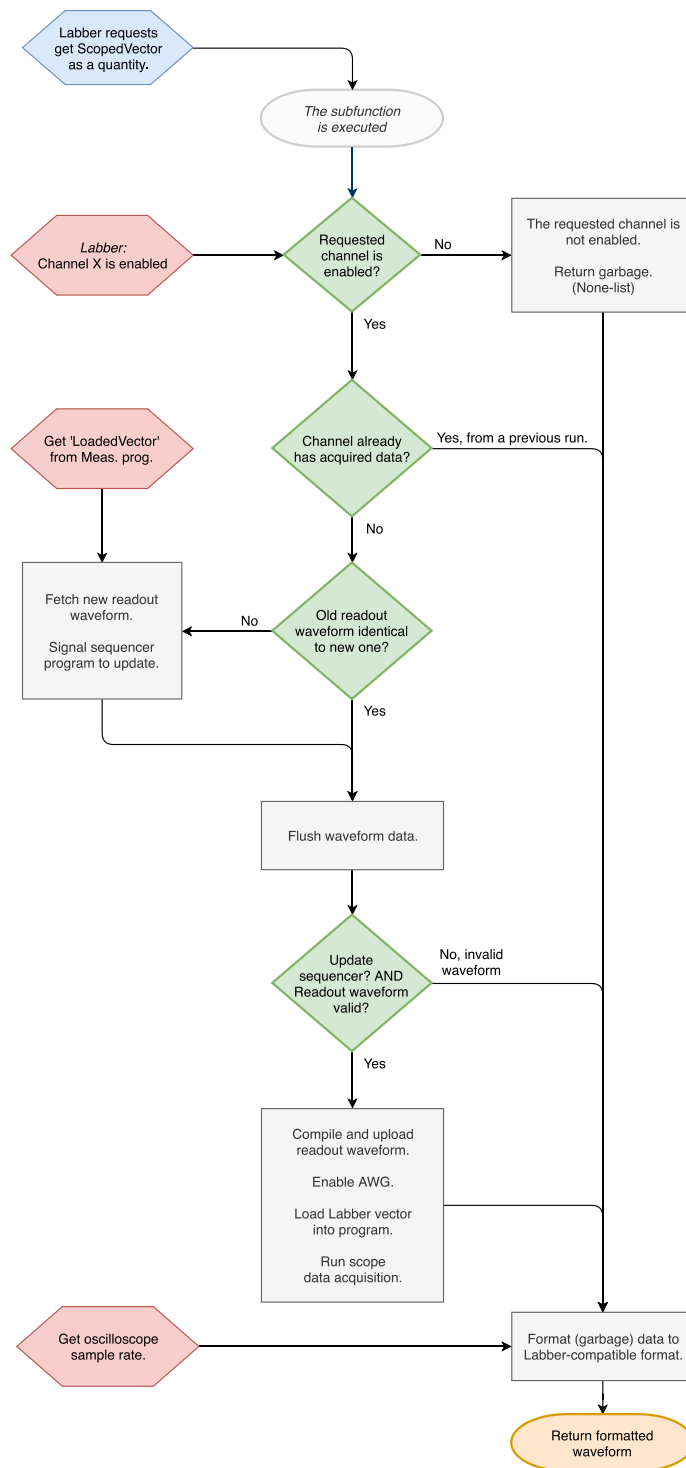 Labber requests
get ScopedVector
as a quantity.
The subfunction
is executed
Labber:
Channel X is enabled
Requested
channel is
enabled?
No
The requested channel is
not enabled.
Return garbage.
(None-list)
Yes
Get 'LoadedVector'
from Meas. prog.
Channel already
has acquired data?
Yes, from a previous run.
No
Fetch new readout
waveform.
Signal sequencer
program to update.
No
Old readout
waveform identical
to new one?
Yes
Flush waveform data.
Update
sequencer? AND
Readout waveform
valid?
No, invalid
waveform
Yes
Compile and upload
readout waveform.
Enable AWG.
Load Labber vector
into program.
Run scope
data acquisition.
Get oscilloscope
sample rate.
Format (garbage) data to
Labber-compatible format.
Return formatted
waveform